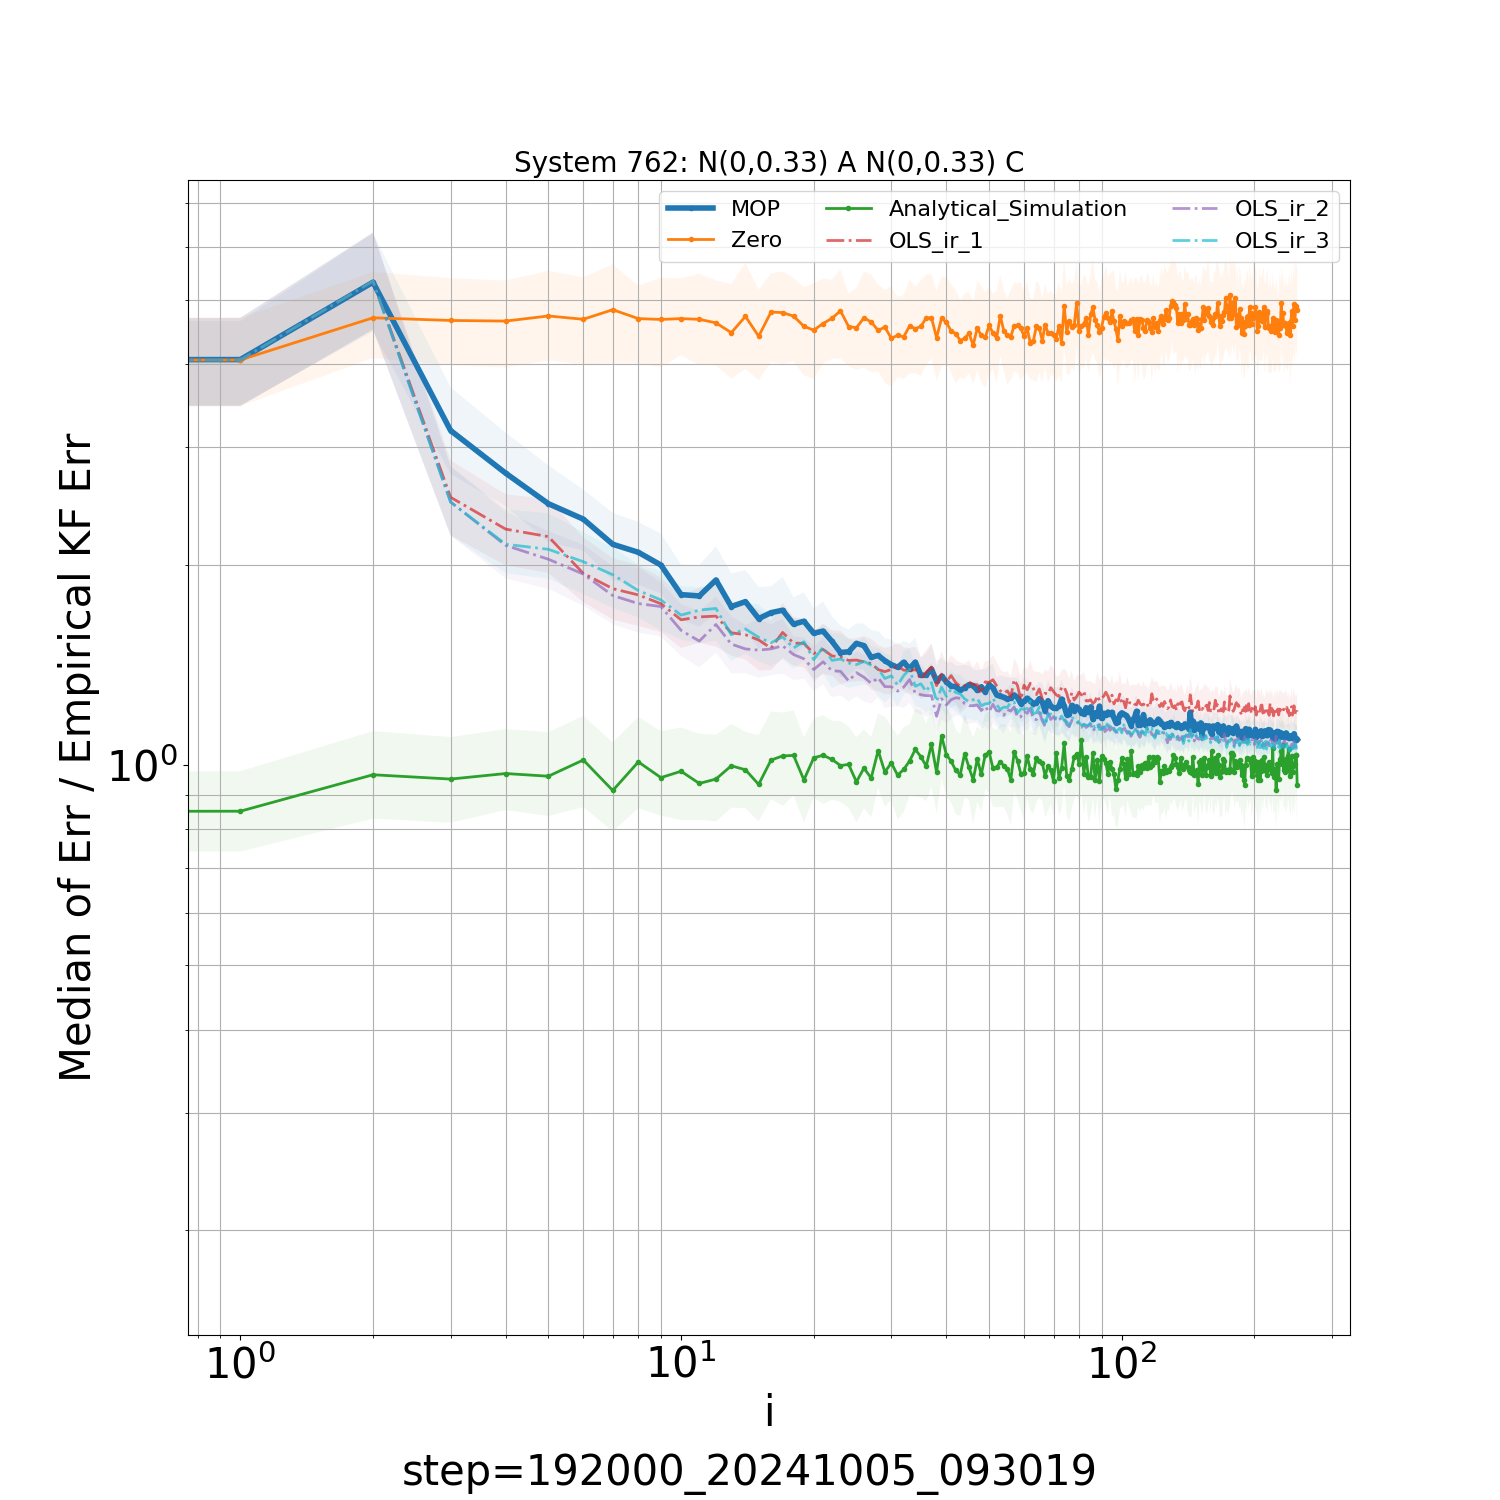 System 762: N(0,0.33) A N(0,0.33) C
MOP
Zero
Analytical_Simulation
OLS_ir_1
OLS_ir_2
OLS_ir_3
Median of Err / Empirical KF Err
10⁰
10⁰
10¹
10²
i
step=192000_20241005_093019